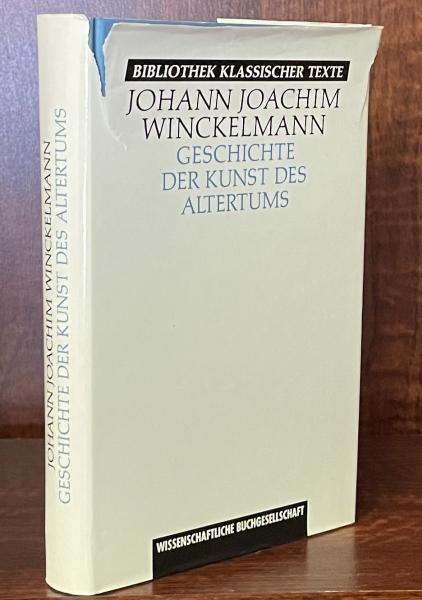 BIBLIOTHEK KLASSISCHER TEXTE
JOHANN JOACHIM
WINCKELMANN
GESCHICHTE
DER KUNST DES
ALTERTUMS
WISSENSCHAFTLICHE BUCHGESELLSCHAFT
JOHANN JOACHIM WINCKELMANN
GESCHICHTE DER KUNST DES ALTERTUMS